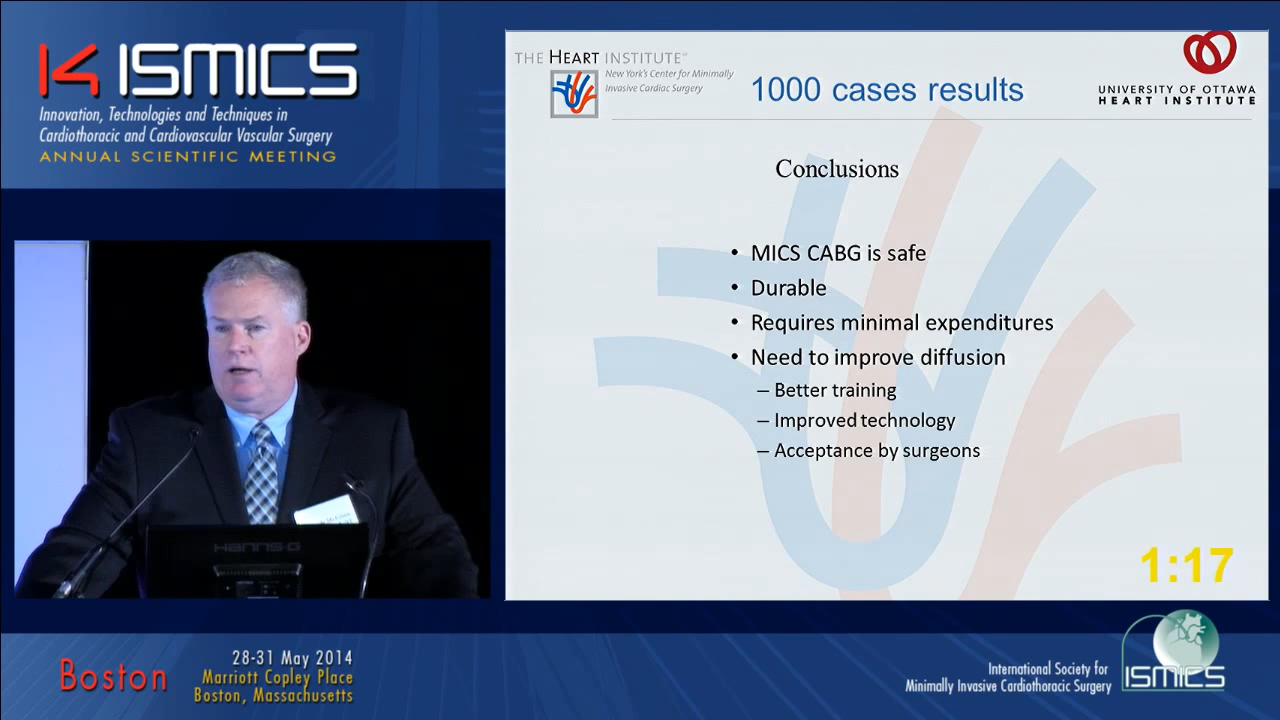 14 ISMICS
Innovation, Technologies and Techniques in
Cardiothoracic and Cardiovascular Vascular Surgery
ANNUAL SCIENTIFIC MEETING
THE HEART INSTITUTE
New York's Center for Minimally
Invasive Cardiac Surgery
1000 cases results
UNIVERSITY OF OTTAWA
HEART INSTITUTE
Conclusions
• MICS CABG is safe
• Durable
• Requires minimal expenditures
• Need to improve diffusion
– Better training
– Improved technology
– Acceptance by surgeons
1:17
HANNS-G
Boston
28-31 May 2014
Marriott Copley Place
Boston, Massachusetts
International Society for
Minimally Invasive Cardiothoracic Surgery
ISMICS